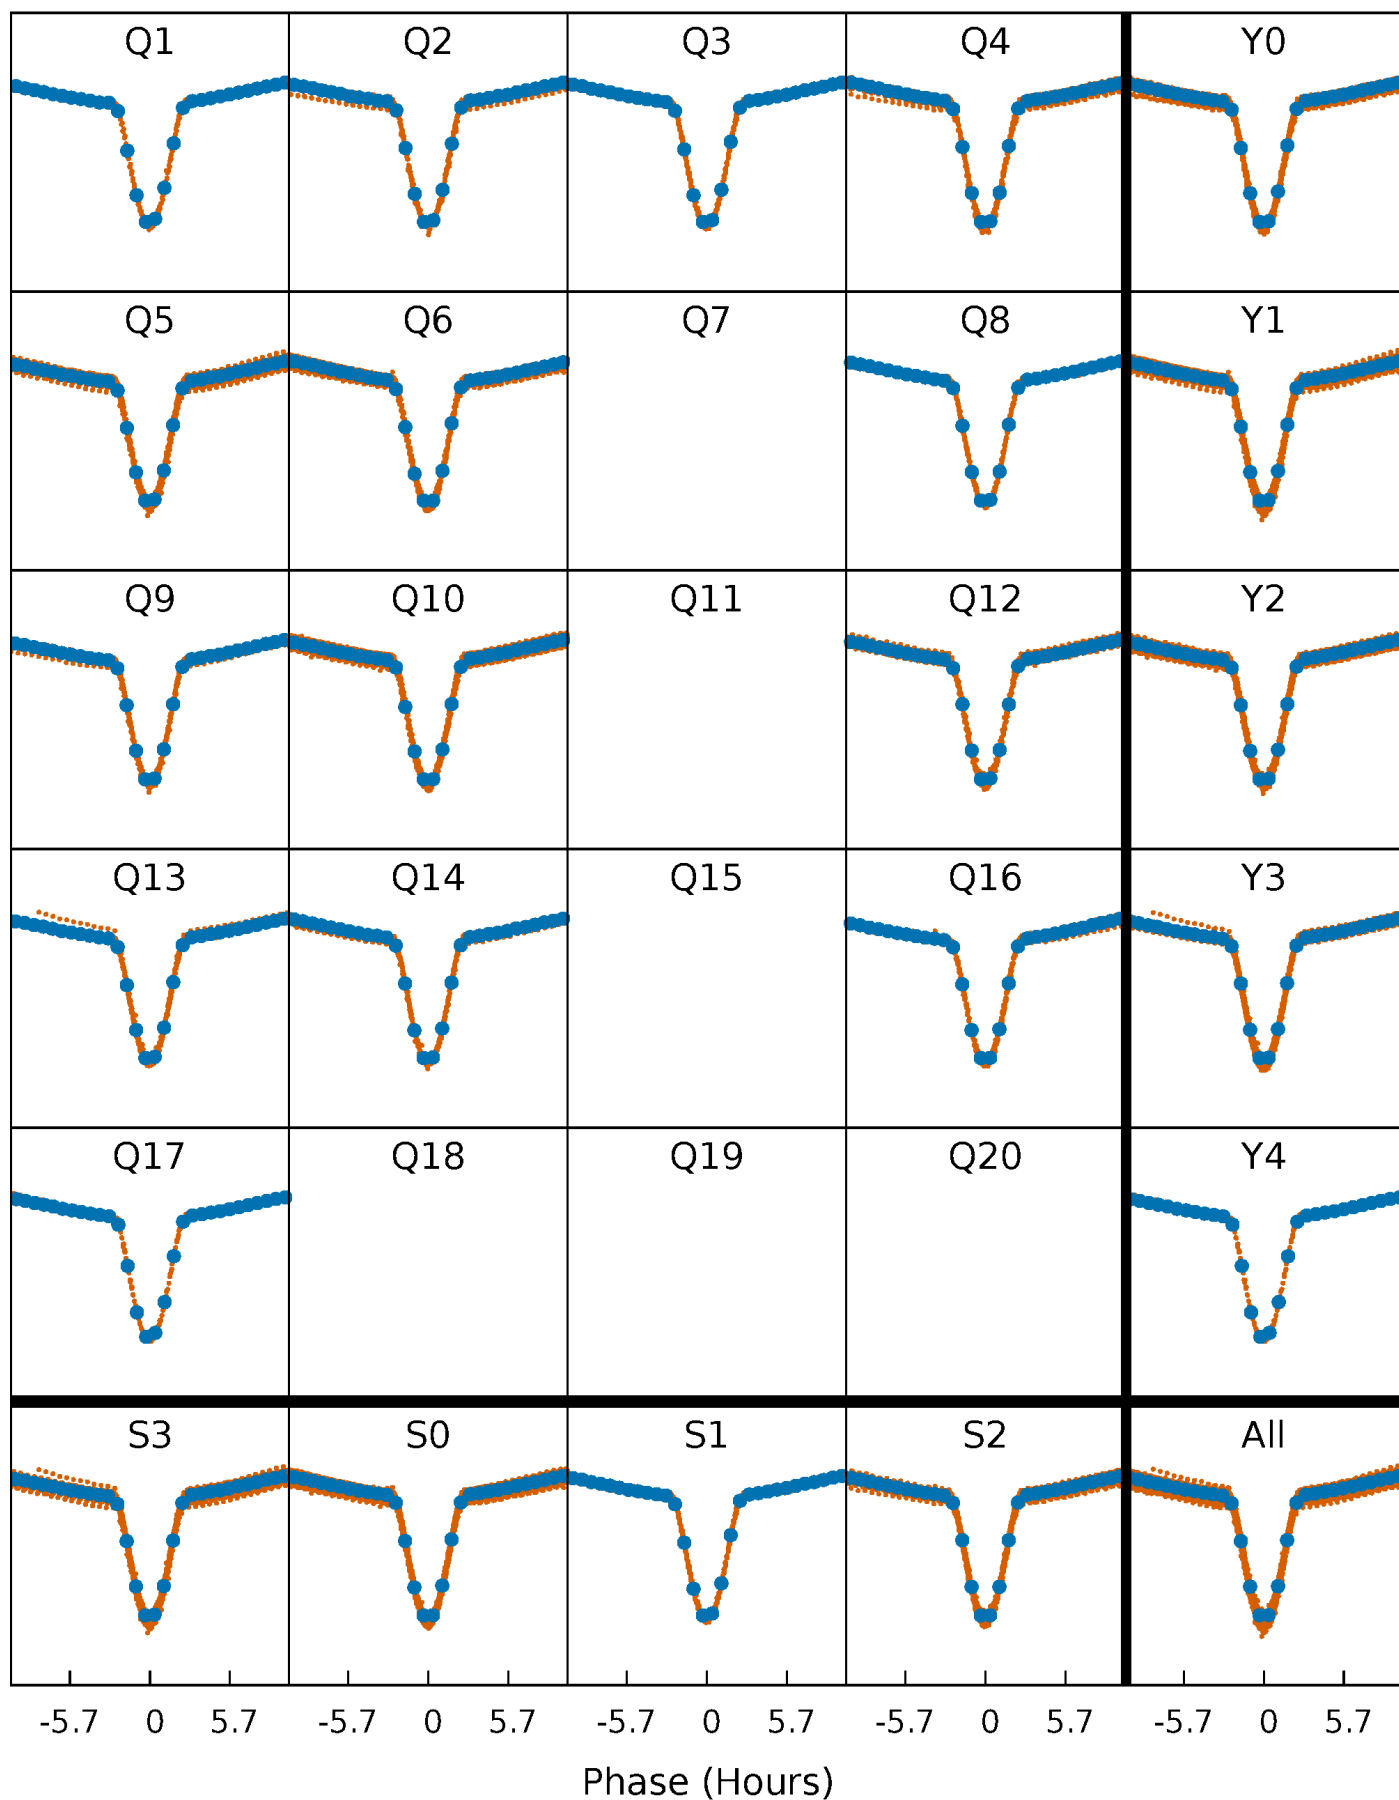 Q1 Q2 Q3 Q4 Y0
Q5 Q6 Q7 Q8 Y1
Q9 Q10 Q11 Q12 Y2
Q13 Q14 Q15 Q16 Y3
Q17 Q18 Q19 Q20 Y4
S3 S0 S1 S2 All
-5.7 0 5.7 -5.7 0 5.7 -5.7 0 5.7 -5.7 0 5.7 -5.7 0 5.7
Phase (Hours)